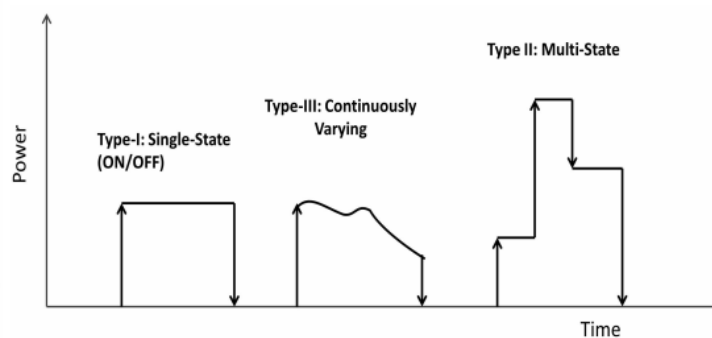 Type II: Multi-State
Type-III: Continuously
Varying
Type-I: Single-State
(ON/OFF)
Power
Time